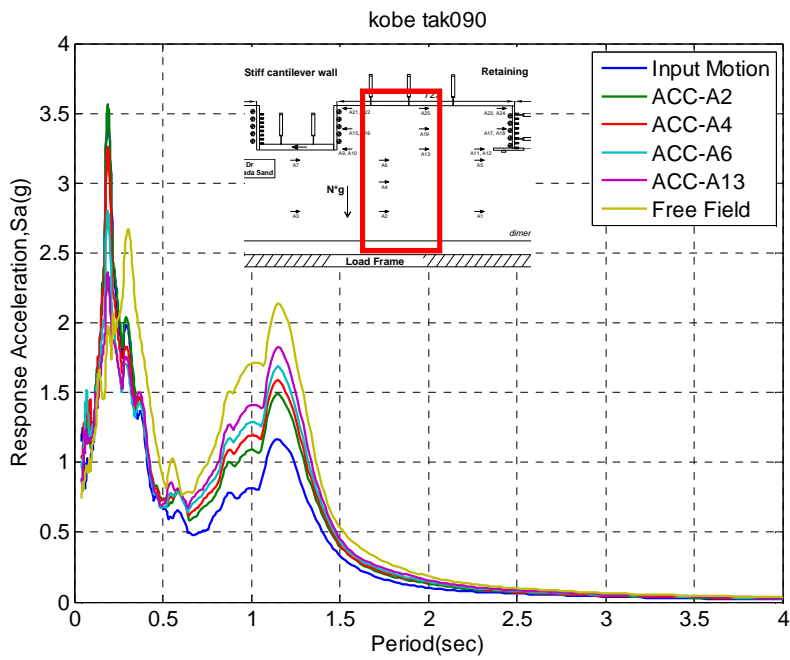 kobe tak090
4
3.5
3
2.5
2
1.5
1
0.5
0
Response Acceleration,Sa(g)
Stiff cantilever wall
Retaining
A21, A22
A25
A23, A24
A15, A16
A19
A17, A18
A9, A10
A13
A11, A12
A7
A6
A5
Dr
ada Sand
A4
N*g
A3
A2
A1
dimer
Load Frame
Input Motion
ACC-A2
ACC-A4
ACC-A6
ACC-A13
Free Field
0 0.5 1 1.5 2 2.5 3 3.5 4
Period(sec)